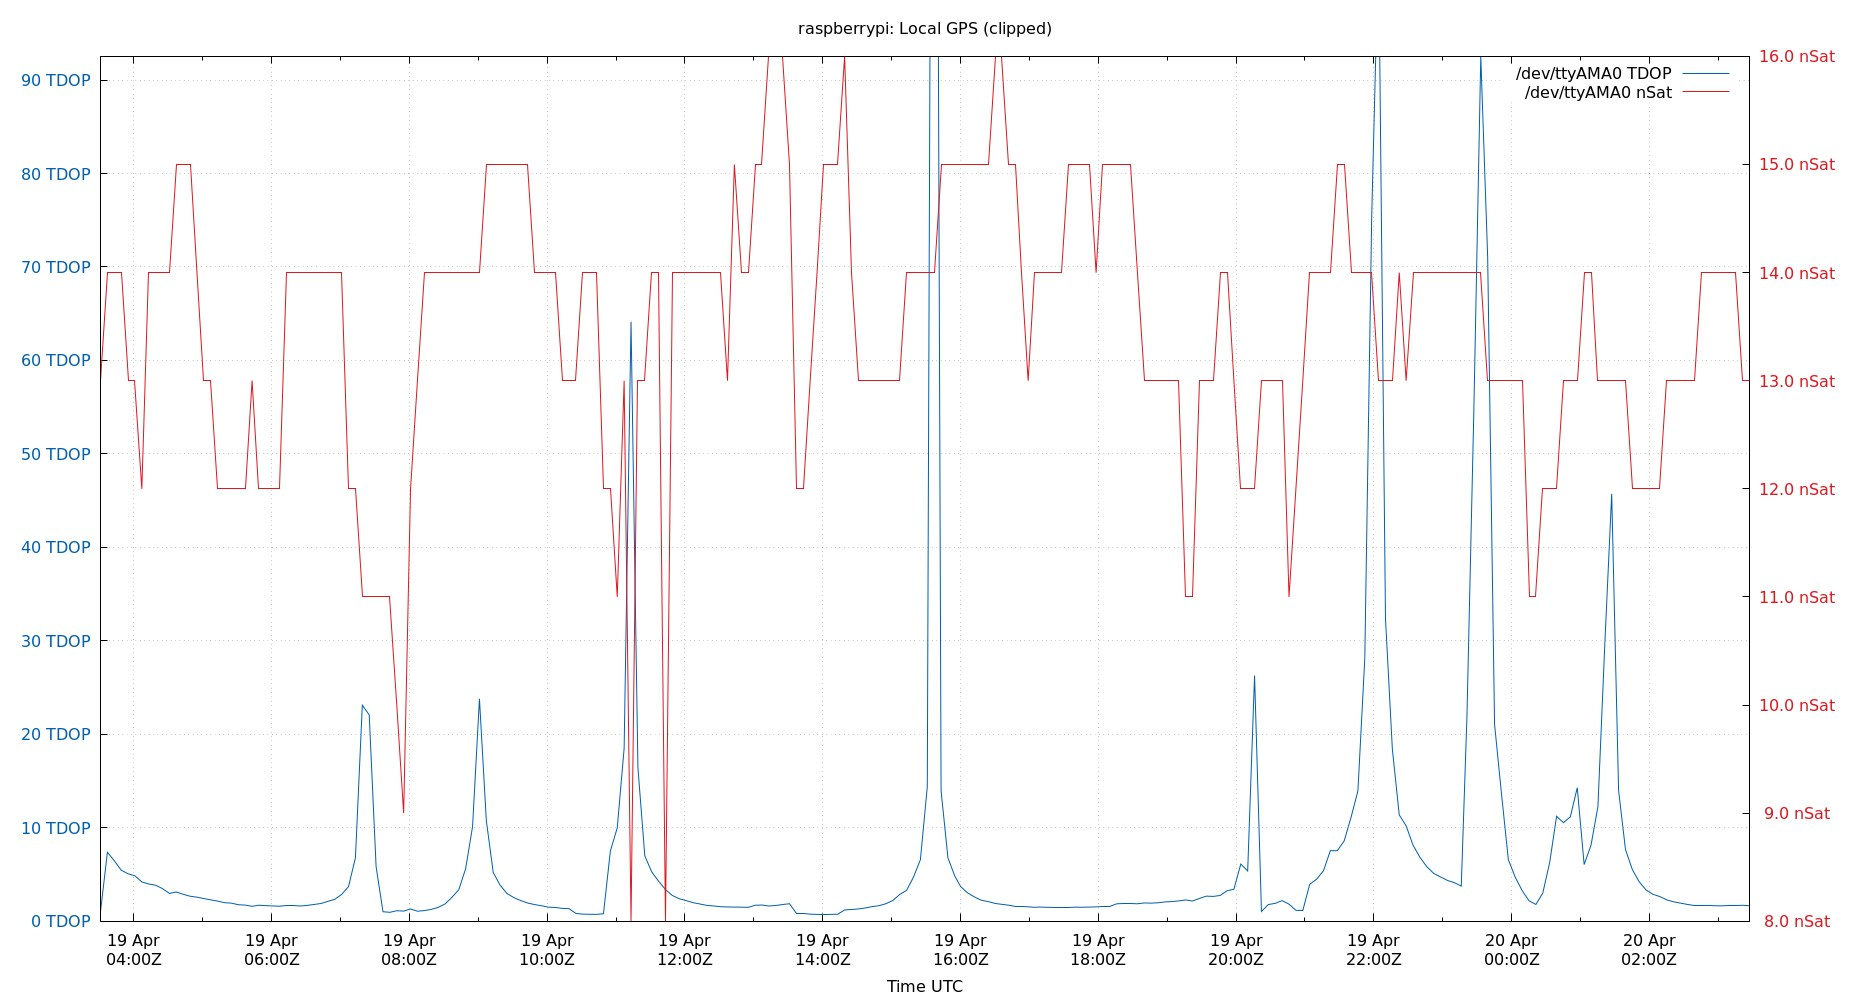 raspberrypi: Local GPS (clipped)
/dev/ttyAMA0 TDOP
/dev/ttyAMA0 nSat
90 TDOP
80 TDOP
70 TDOP
60 TDOP
50 TDOP
40 TDOP
30 TDOP
20 TDOP
10 TDOP
0 TDOP
16.0 nSat
15.0 nSat
14.0 nSat
13.0 nSat
12.0 nSat
11.0 nSat
10.0 nSat
9.0 nSat
8.0 nSat
19 Apr
04:00Z
19 Apr
06:00Z
19 Apr
08:00Z
19 Apr
10:00Z
19 Apr
12:00Z
19 Apr
14:00Z
19 Apr
16:00Z
19 Apr
18:00Z
19 Apr
20:00Z
19 Apr
22:00Z
20 Apr
00:00Z
20 Apr
02:00Z
Time UTC